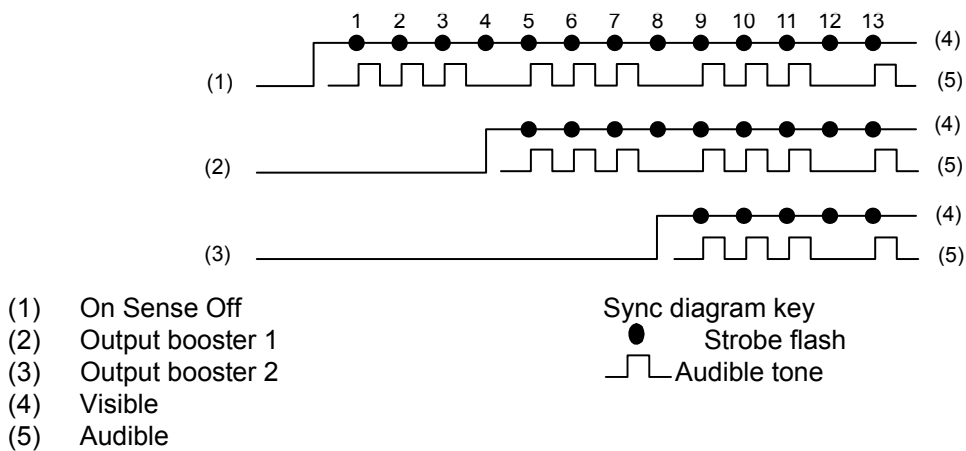 1 2 3 4 5 6 7 8 9 10 11 12 13
(4)
(1) (5)
(4)
(2) (5)
(4)
(3) (5)
(1) On Sense Off
(2) Output booster 1
(3) Output booster 2
(4) Visible
(5) Audible
Sync diagram key
Strobe flash
Audible tone